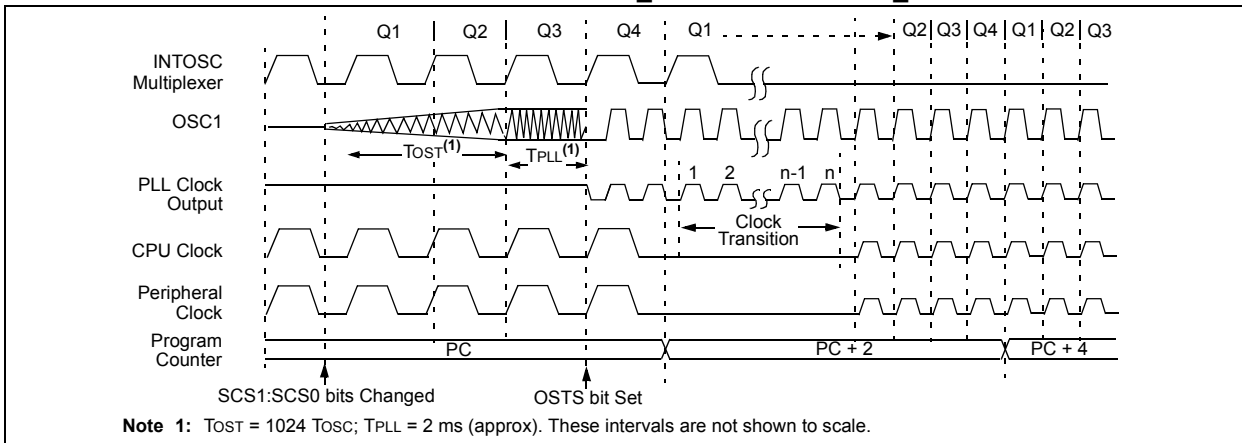 Q1 Q2 Q3 Q4 Q1 Q2 Q3 Q4 Q1 Q2 Q3
INTOSC
Multiplexer
OSC1
TOST(1) TPLL(1)
1 2 n-1 n
PLL Clock
Output
Clock
Transition
CPU Clock
Peripheral
Clock
Program
Counter
PC PC + 2 PC + 4
SCS1:SCS0 bits Changed OSTS bit Set
Note 1: TOST = 1024 TOSC; TPLL = 2 ms (approx). These intervals are not shown to scale.